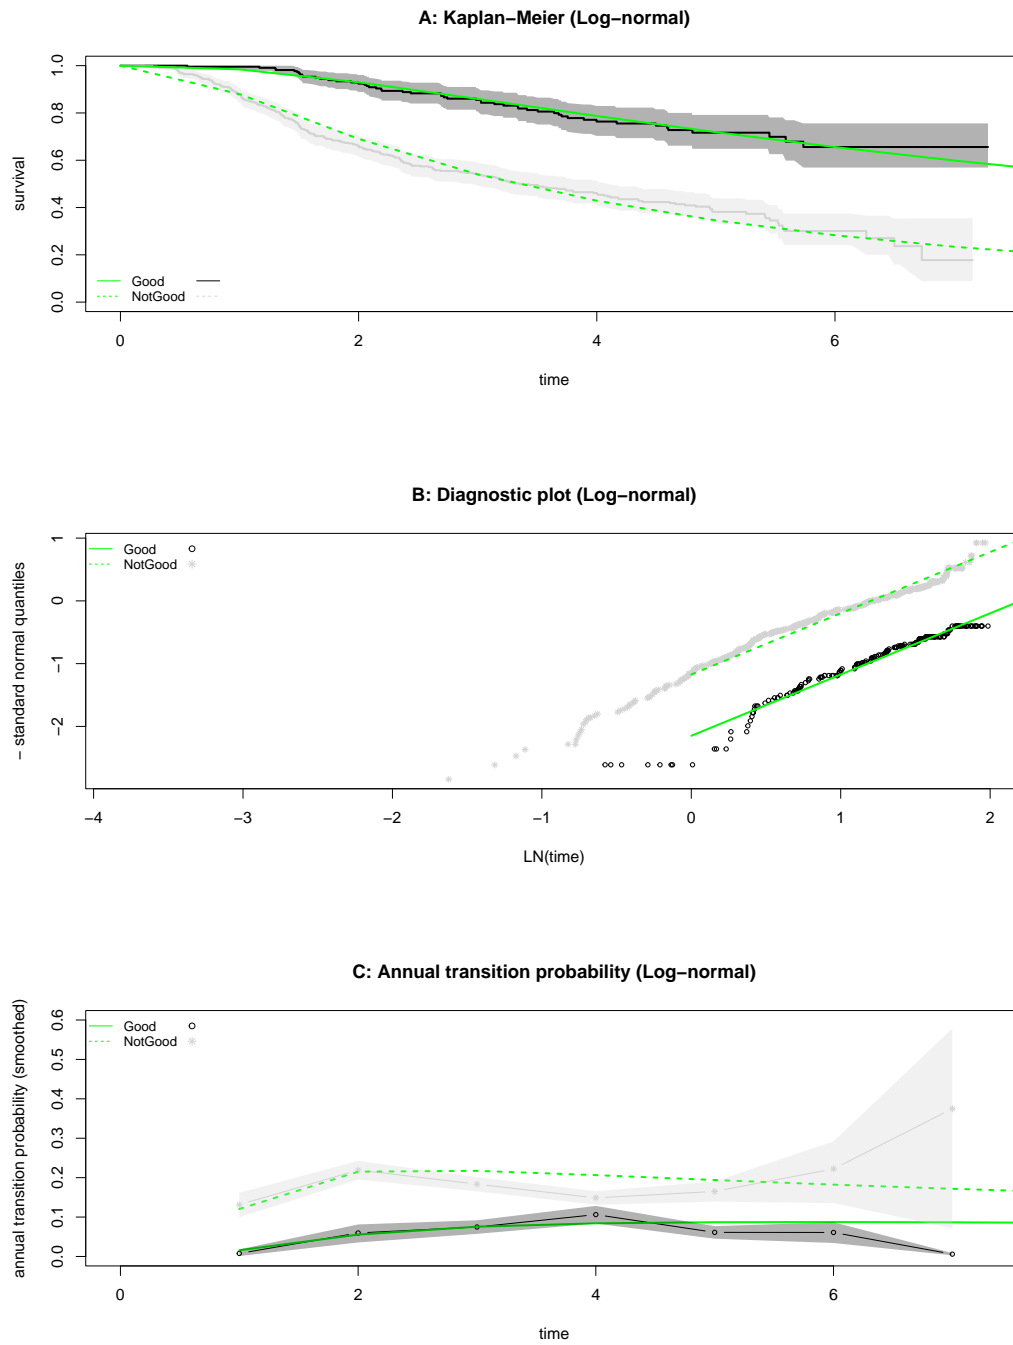 A: Kaplan−Meier (Log−normal)
survival
0.0 0.2 0.4 0.6 0.8 1.0
Good
NotGood
0 2 4 6
time
B: Diagnostic plot (Log−normal)
− standard normal quantiles
−2 −1 0 1
Good
NotGood
−4 −3 −2 −1 0 1 2
LN(time)
C: Annual transition probability (Log−normal)
annual transition probability (smoothed)
0.0 0.1 0.2 0.3 0.4 0.5 0.6
Good
NotGood
0 2 4 6
time